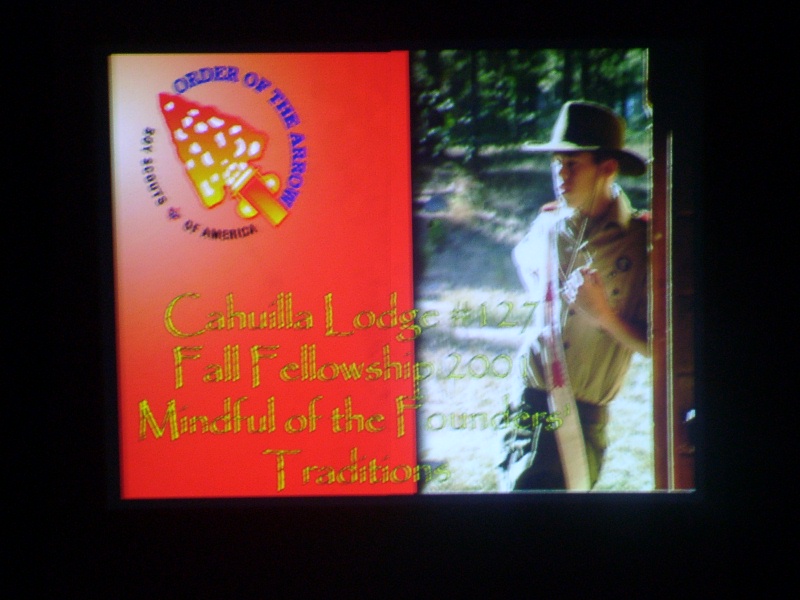 ORDER OF THE ARROW
BOY SCOUTS OF AMERICA
Cahuilla Lodge #127
Fall Fellowship 2001
Mindful of the Founders'
Traditions